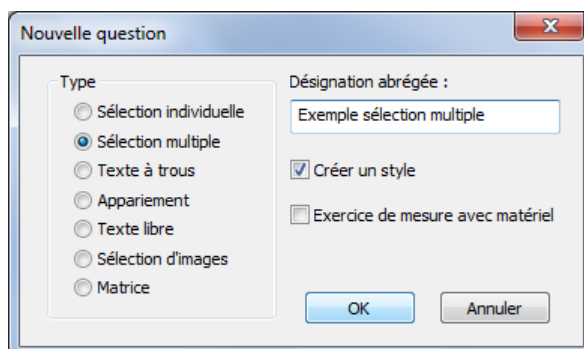 Nouvelle question
X
Type
Sélection individuelle
Sélection multiple
Texte à trous
Appariement
Texte libre
Sélection d'images
Matrice
Désignation abrégée :
Exemple sélection multiple
Créer un style
Exercice de mesure avec matériel
OK
Annuler